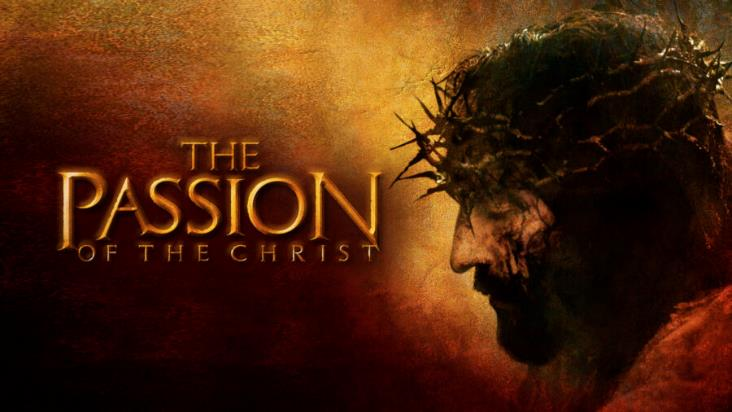 THE
PASSION
OF THE CHRIST